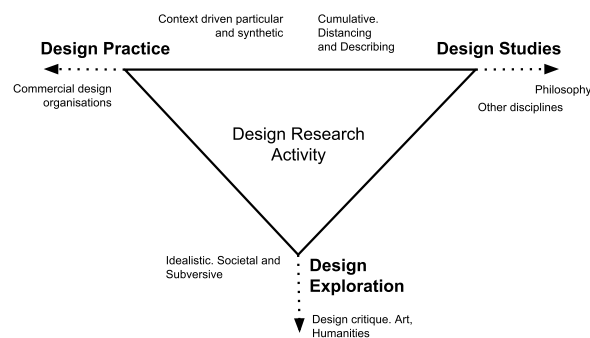 Context driven particular
and synthetic
Cumulative.
Distancing
and Describing
Design Practice
Design Studies
Commercial design
organisations
Philosophy
Other disciplines
Design Research
Activity
Idealistic. Societal and
Subversive
Design
Exploration
Design critique. Art,
Humanities